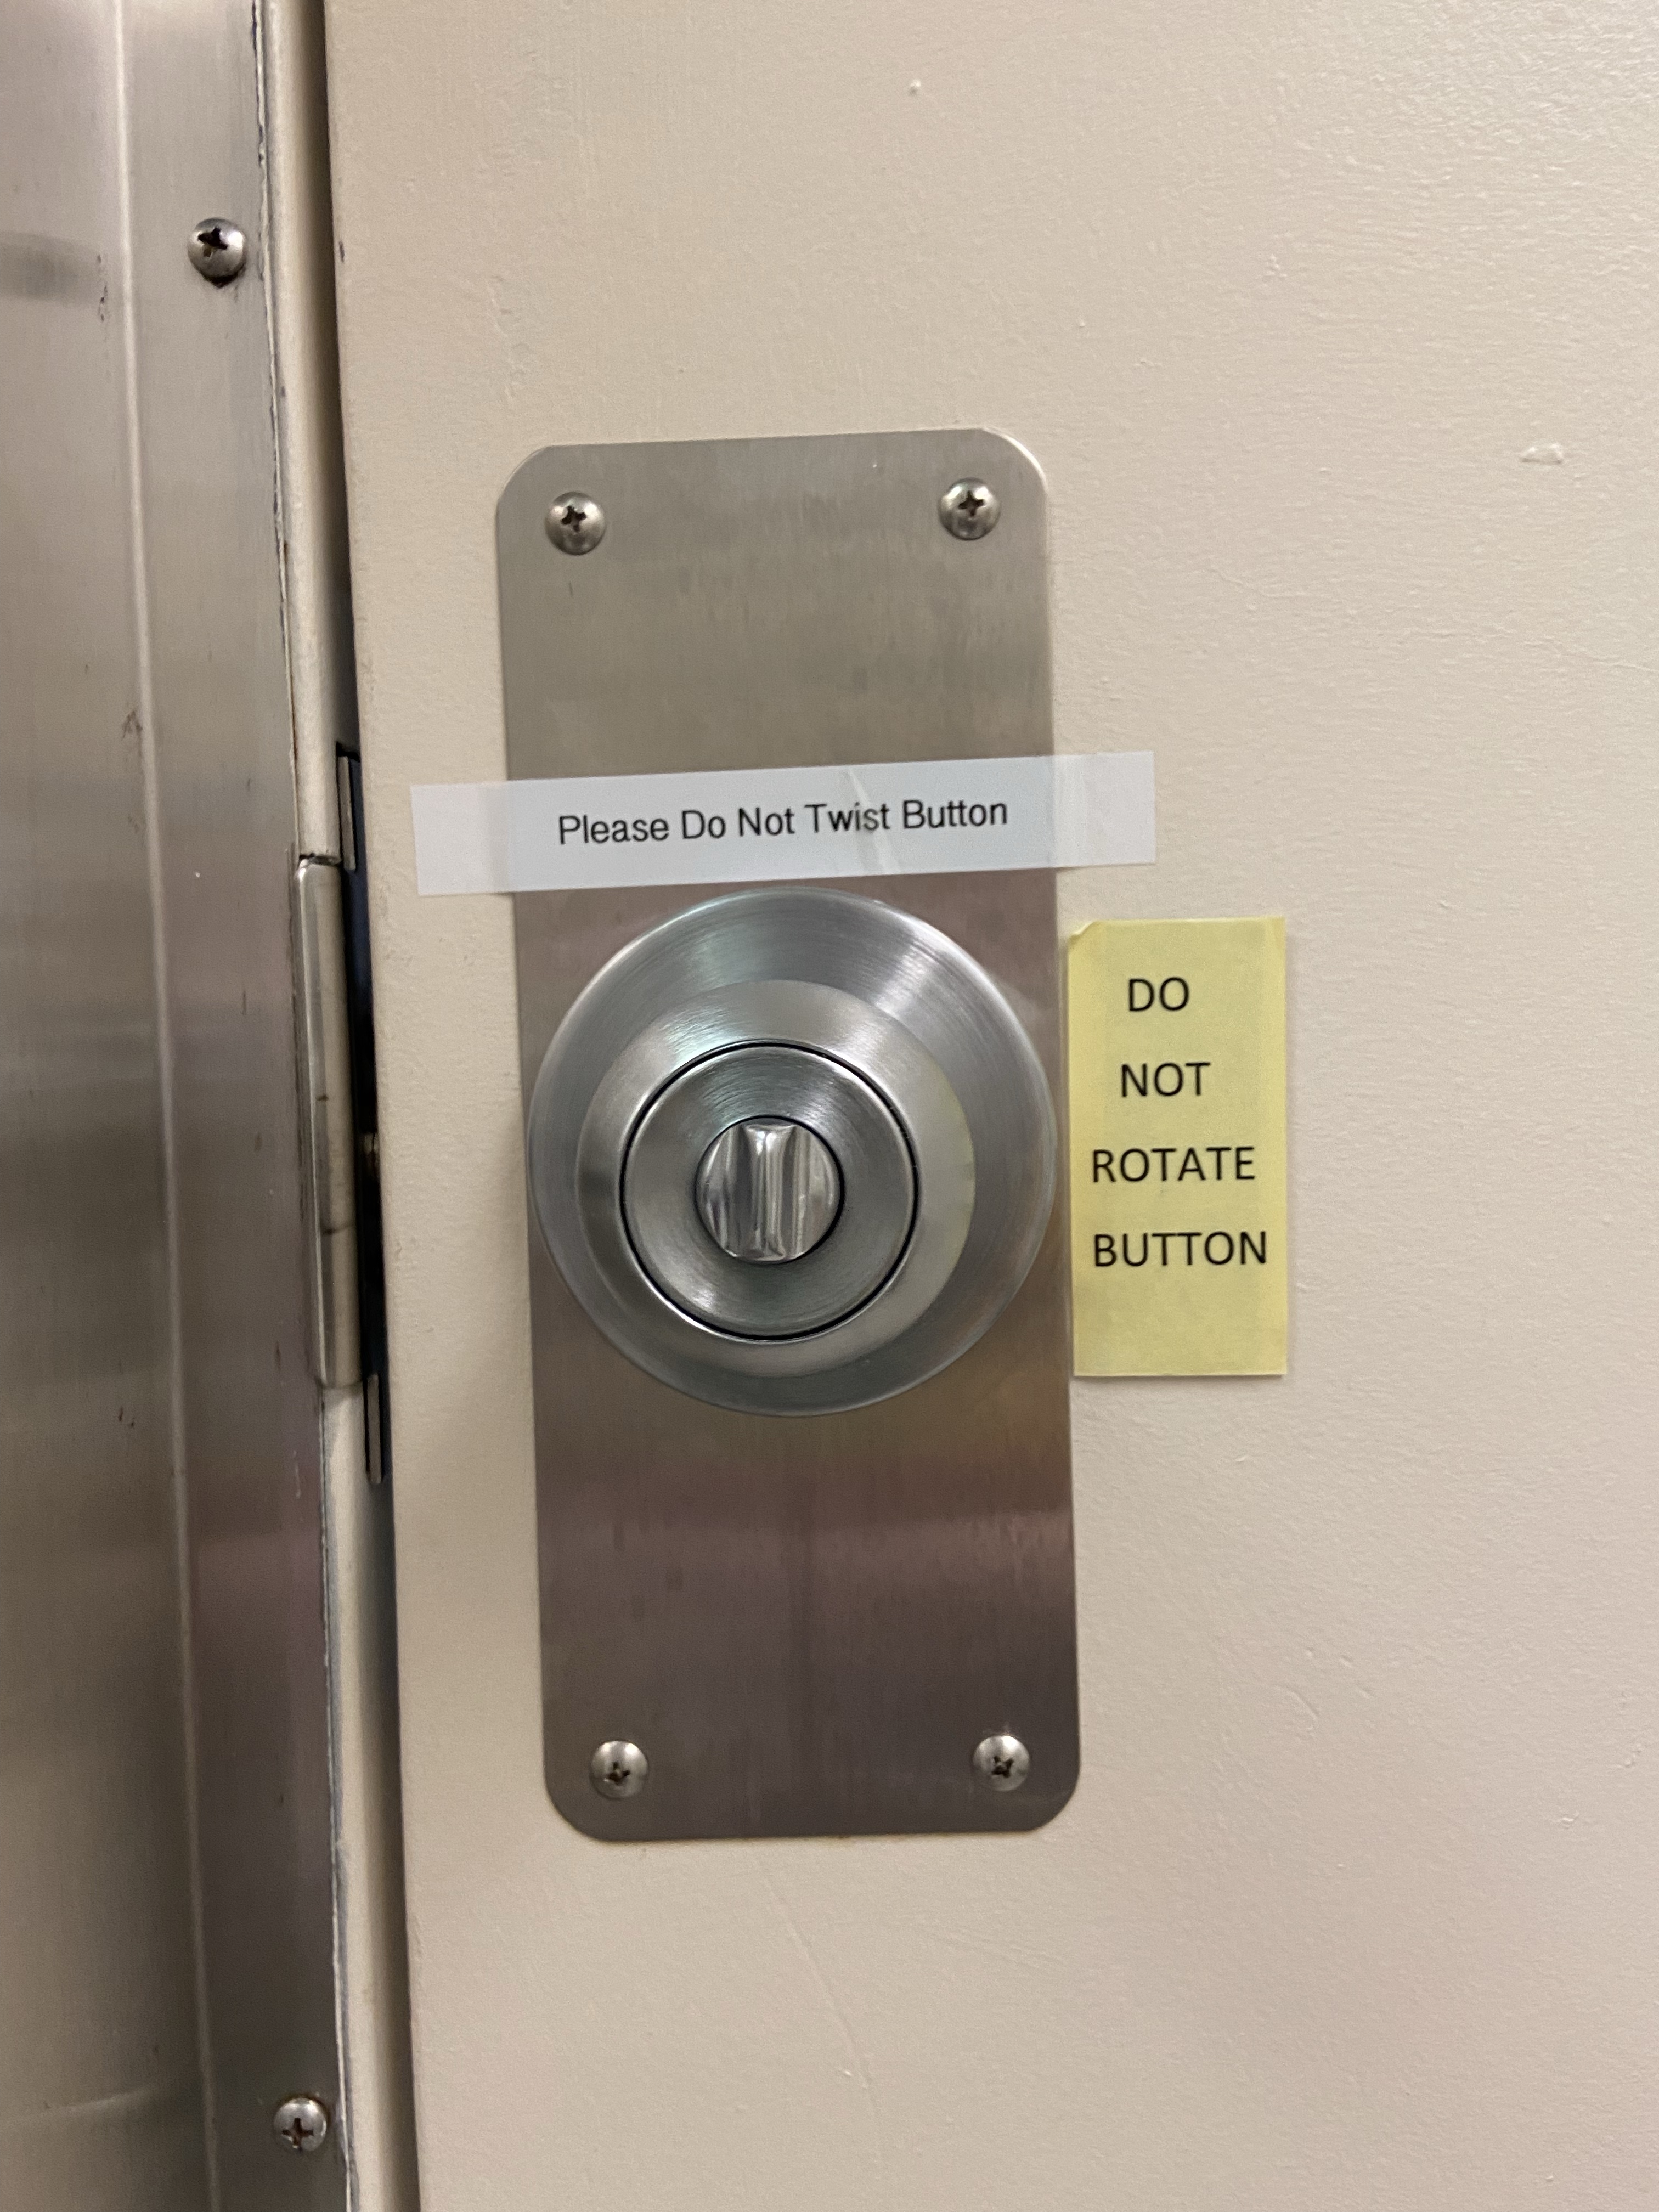 Please Do Not Twist Button
DO
NOT
ROTATE
BUTTON